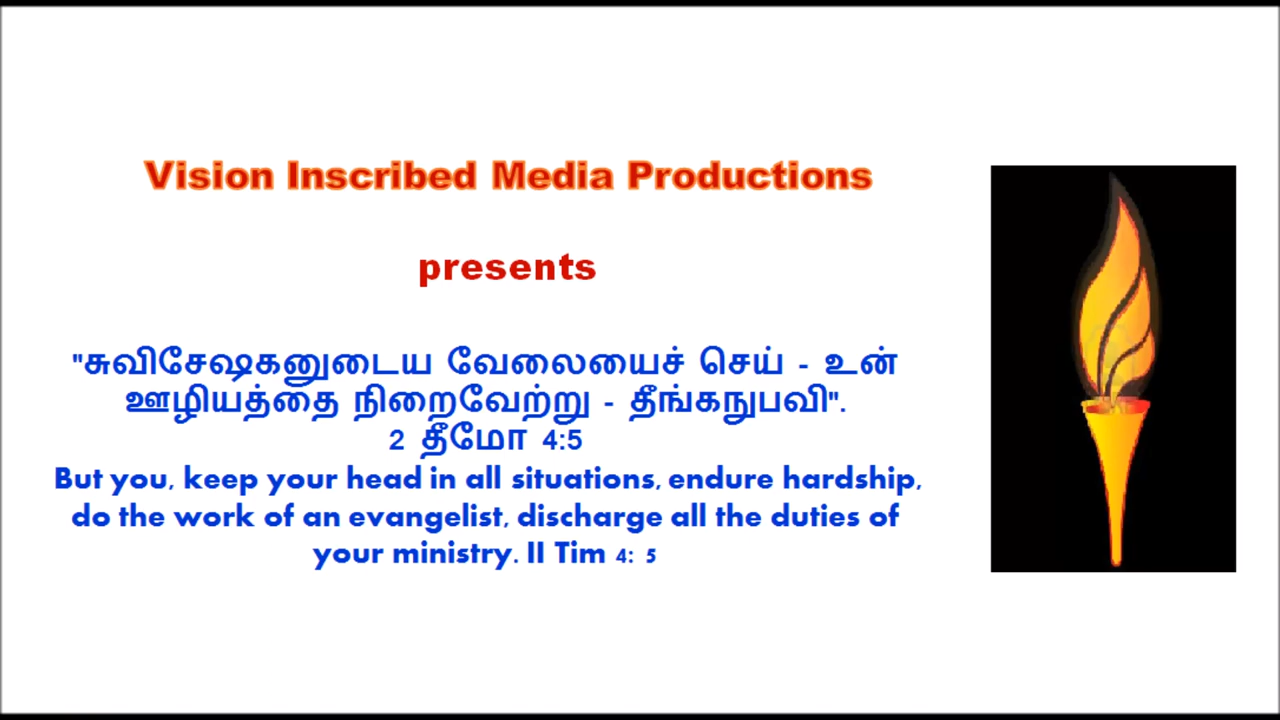 Vision Inscribed Media Productions
presents
"சுவிசேஷகனுடைய வேலையைச் செய் - உன்
ஊழியத்தை நிறைவேற்று - தீங்கநுபவி".
2 தீமோ 4:5
But you, keep your head in all situations, endure hardship,
do the work of an evangelist, discharge all the duties of
your ministry. II Tim 4: 5